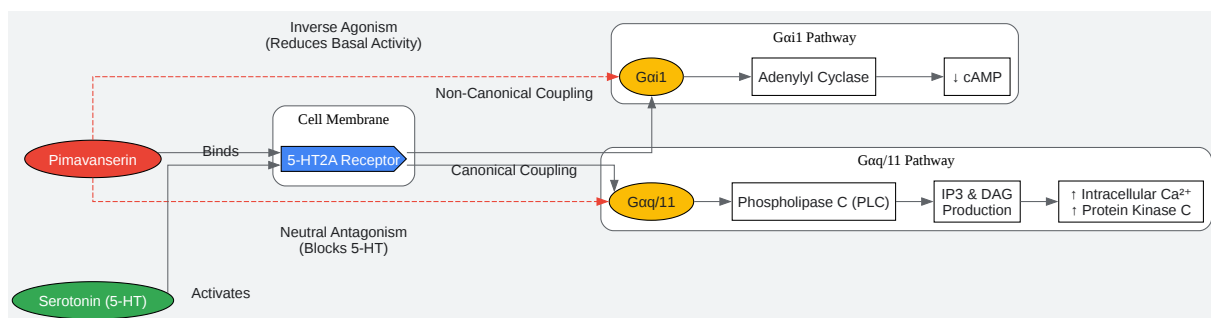 Inverse Agonism
(Reduces Basal Activity)
Gαi1 Pathway
Gαi1
Adenylyl Cyclase
↓ cAMP
Non-Canonical Coupling
Cell Membrane
Pimavanserin
Binds
5-HT2A Receptor
Canonical Coupling
Gαq/11 Pathway
Gαq/11
Phospholipase C (PLC)
IP3 & DAG
Production
↑ Intracellular Ca²⁺
↑ Protein Kinase C
Neutral Antagonism
(Blocks 5-HT)
Serotonin (5-HT)
Activates